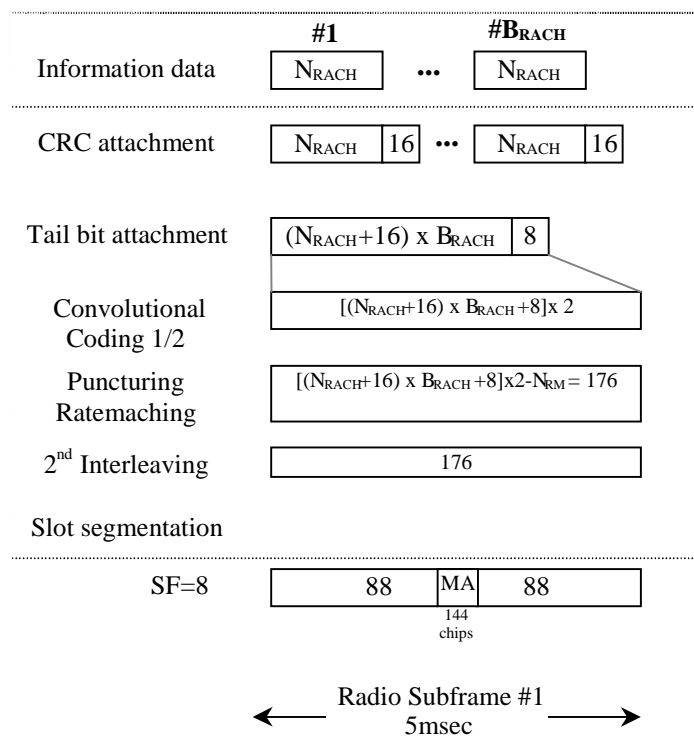 #1 #BRACH
Information data NRACH ... NRACH
CRC attachment NRACH 16 ... NRACH 16
Tail bit attachment (NRACH+16) x BRACH 8
Convolutional [(NRACH+16) x BRACH+8]x 2
Coding 1/2
Puncturing [(NRACH+16) x BRACH+8]x2-NRM = 176
Ratemaching
2nd Interleaving 176
Slot segmentation
SF=8 88 MA 88
144
chips
Radio Subframe #1
5msec